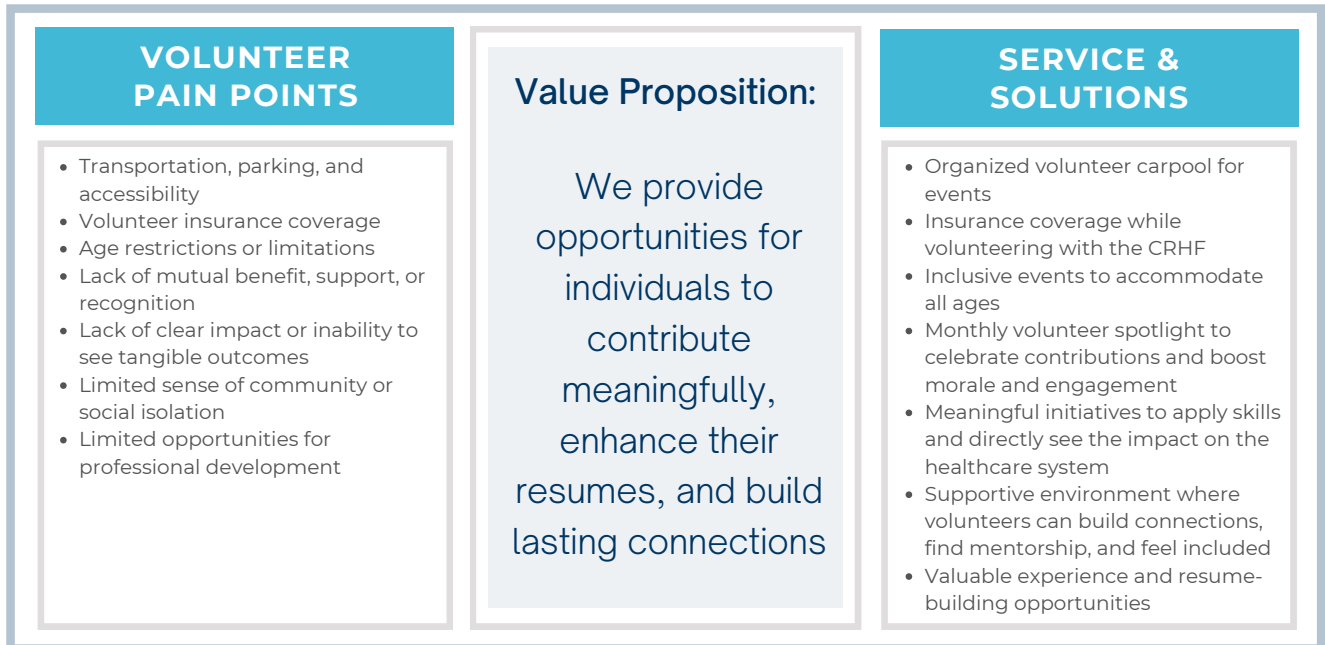 VOLUNTEER
PAIN POINTS
• Transportation, parking, and
accessibility
• Volunteer insurance coverage
• Age restrictions or limitations
• Lack of mutual benefit, support, or
recognition
• Lack of clear impact or inability to
see tangible outcomes
• Limited sense of community or
social isolation
• Limited opportunities for
professional development
Value Proposition:
We provide
opportunities for
individuals to
contribute
meaningfully,
enhance their
resumes, and build
lasting connections
SERVICE &
SOLUTIONS
• Organized volunteer carpool for
events
• Insurance coverage while
volunteering with the CRHF
• Inclusive events to accommodate
all ages
• Monthly volunteer spotlight to
celebrate contributions and boost
morale and engagement
• Meaningful initiatives to apply skills
and directly see the impact on the
healthcare system
• Supportive environment where
volunteers can build connections,
find mentorship, and feel included
• Valuable experience and resume-
building opportunities